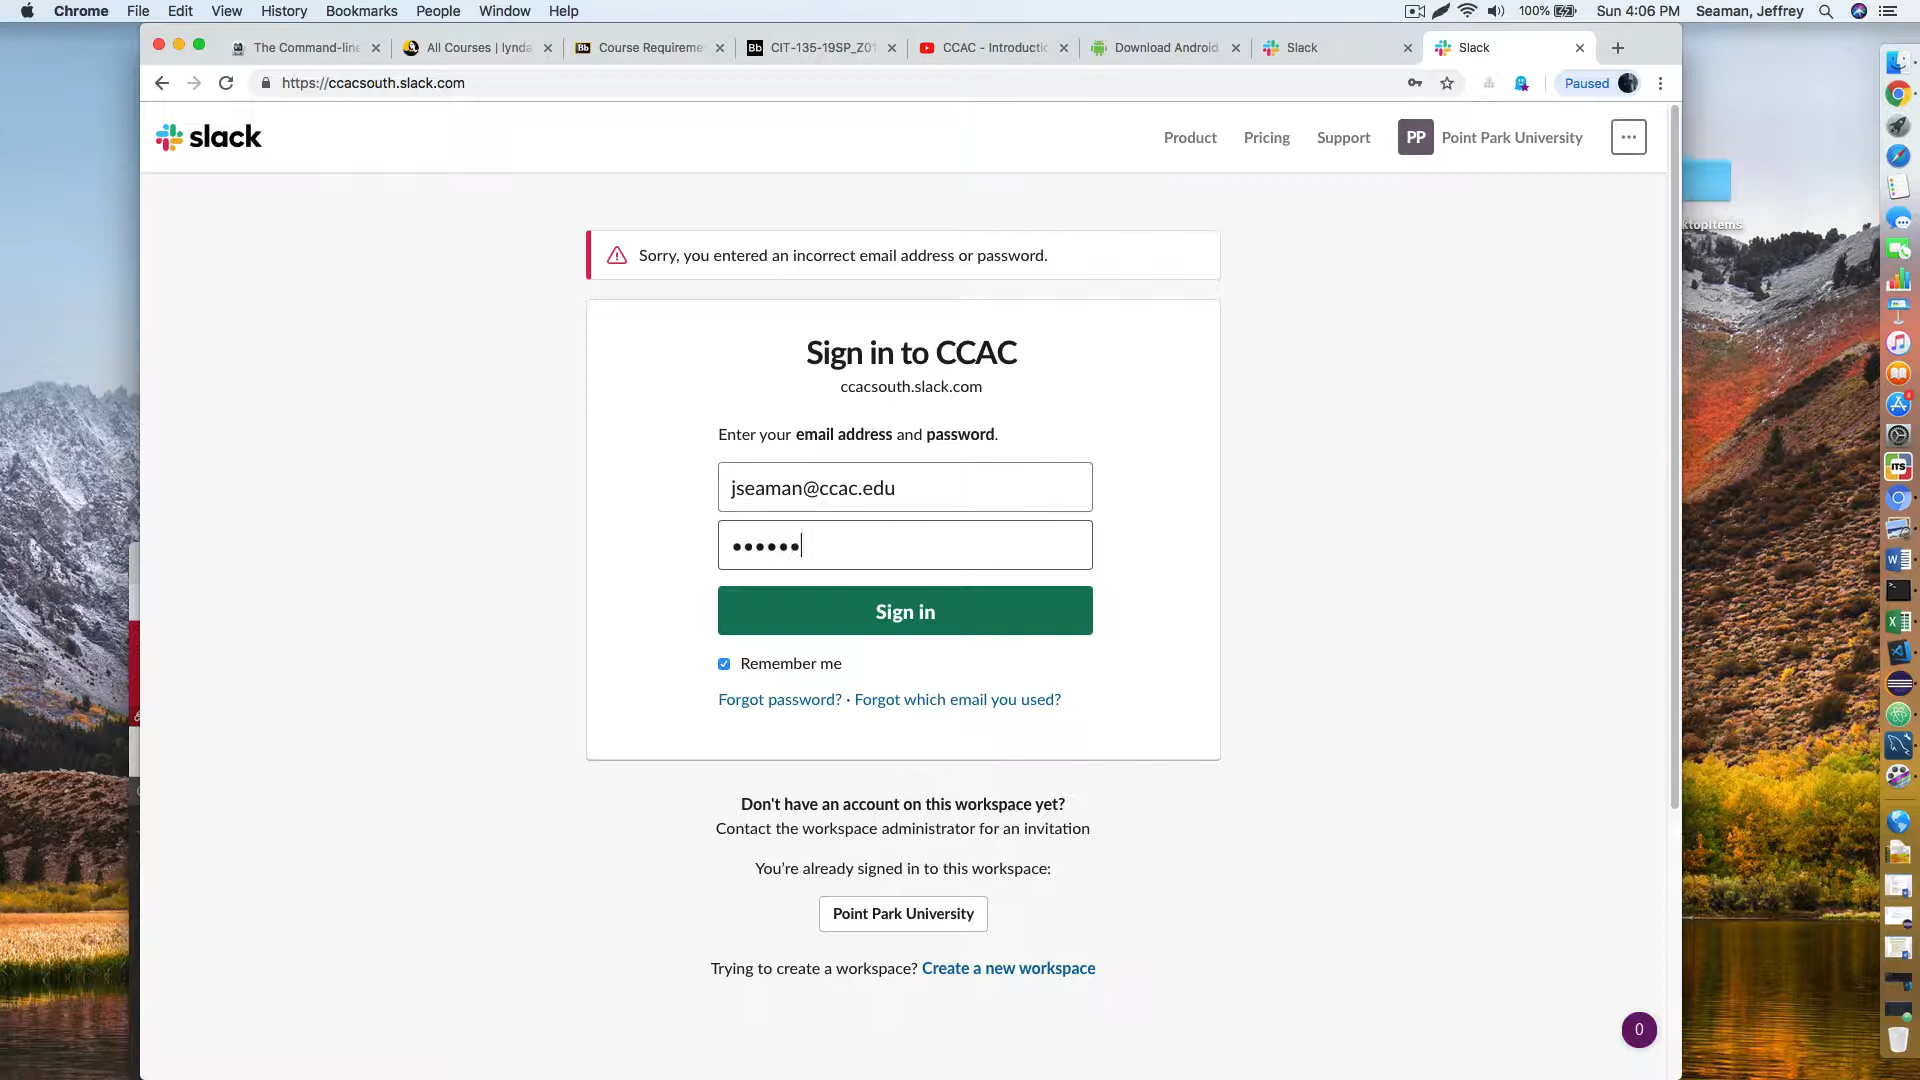 Chrome File Edit View History Bookmarks People Window Help 100% Sun 4:06 PM Seaman, Jeffrey
The Command-line All Courses | lynda Course Requireme CIT-135-19SP_Z01 CCAC - Introductic Download Android Slack Slack
https://ccacsouth.slack.com Paused
slack Product Pricing Support PP Point Park University
ktopItems
Sorry, you entered an incorrect email address or password.
Sign in to CCAC
ccacsouth.slack.com
Enter your email address and password.
jseaman@ccac.edu
••••••
Sign in
Remember me
Forgot password? · Forgot which email you used?
Don't have an account on this workspace yet?
Contact the workspace administrator for an invitation
You're already signed in to this workspace:
Point Park University
Trying to create a workspace? Create a new workspace
0